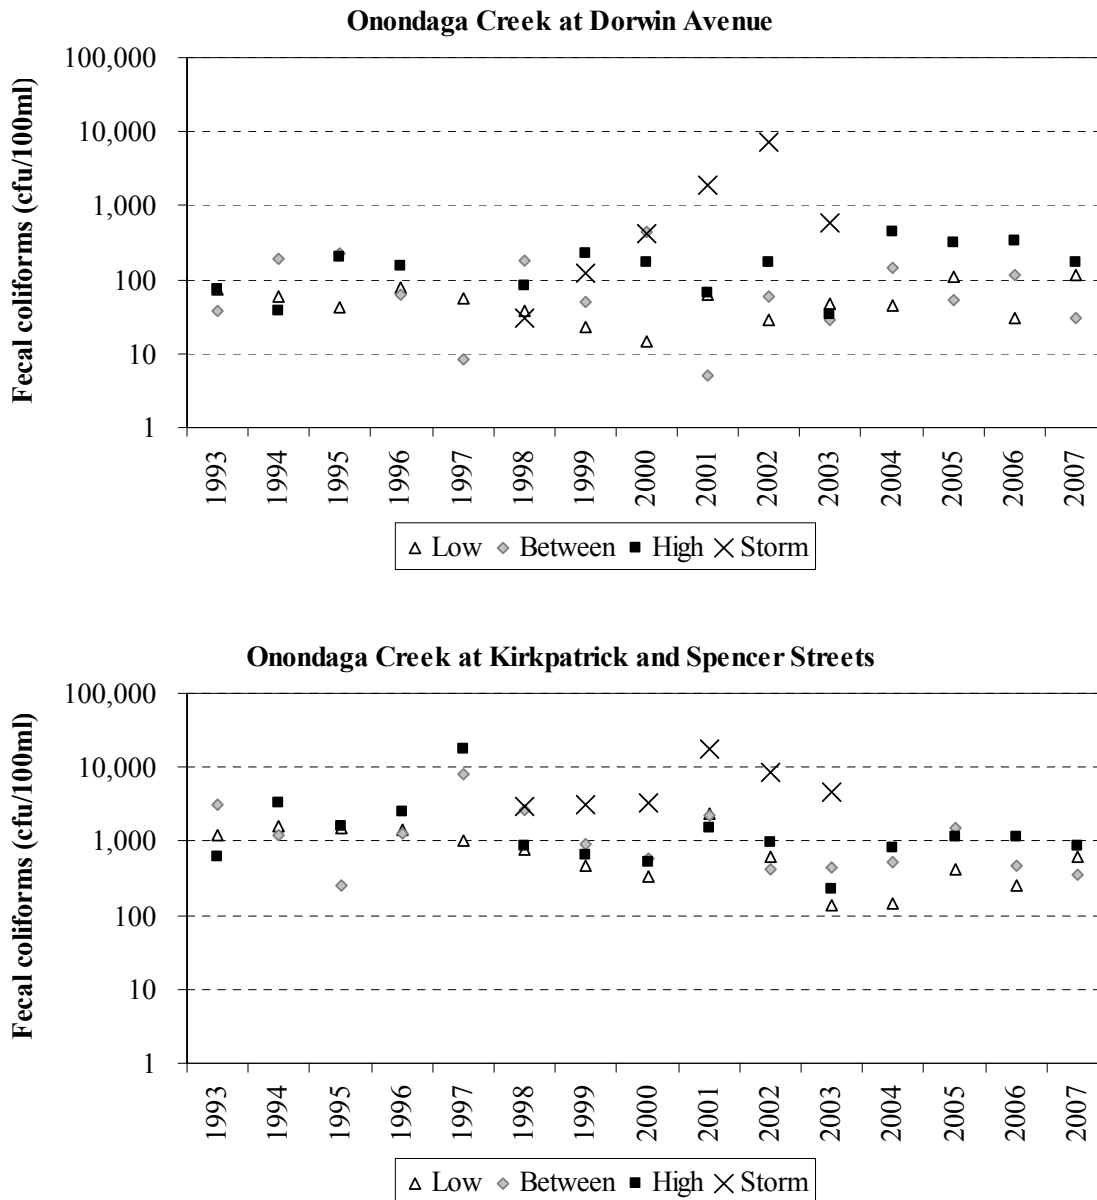 Onondaga Creek at Dorwin Avenue
Fecal coliforms (cfu/100ml)
100,000
10,000
1,000
100
10
1
1993 1994 1995 1996 1997 1998 1999 2000 2001 2002 2003 2004 2005 2006 2007
Low Between High Storm
Onondaga Creek at Kirkpatrick and Spencer Streets
Fecal coliforms (cfu/100ml)
100,000
10,000
1,000
100
10
1
1993 1994 1995 1996 1997 1998 1999 2000 2001 2002 2003 2004 2005 2006 2007
Low Between High Storm